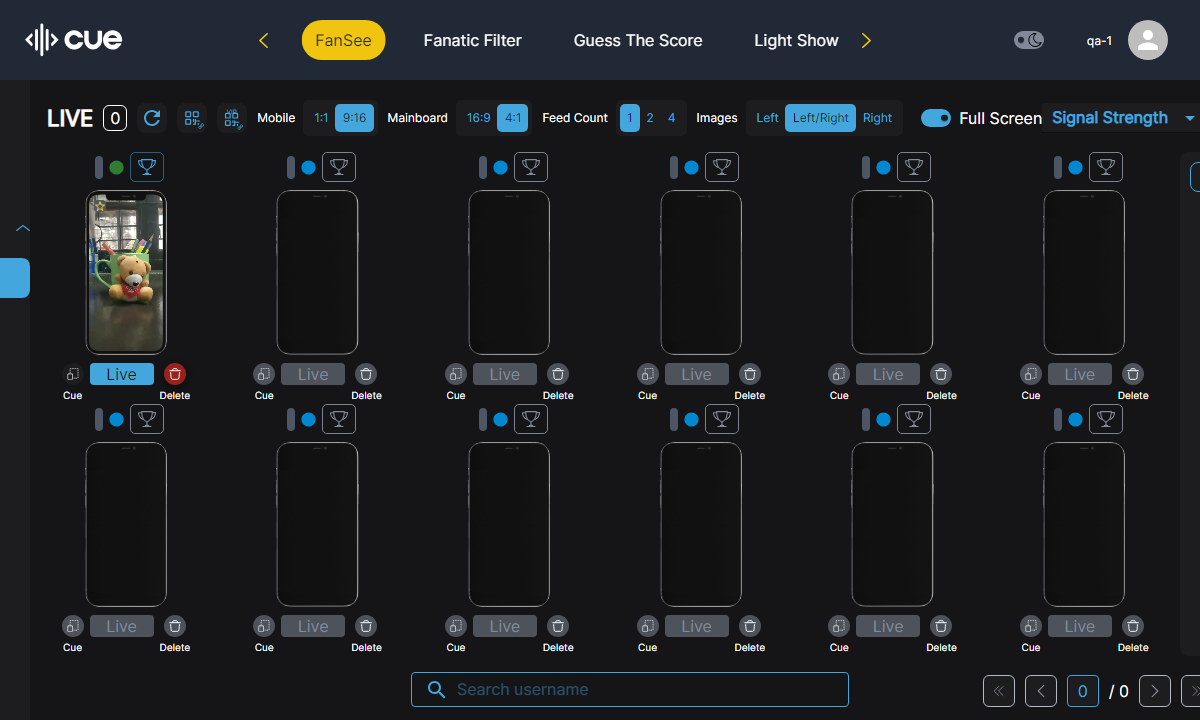 CUE
FanSee
Fanatic Filter
Guess The Score
Light Show
qa-1
LIVE 0
Mobile 1:1 9:16
Mainboard 16:9 4:1
Feed Count 1 2 4
Images Left Left/Right Right
Full Screen
Signal Strength
Live Live Live Live Live Live
Cue Delete Cue Delete Cue Delete Cue Delete Cue Delete Cue Delete
Live Live Live Live Live Live
Cue Delete Cue Delete Cue Delete Cue Delete Cue Delete Cue Delete
Search username
0 / 0